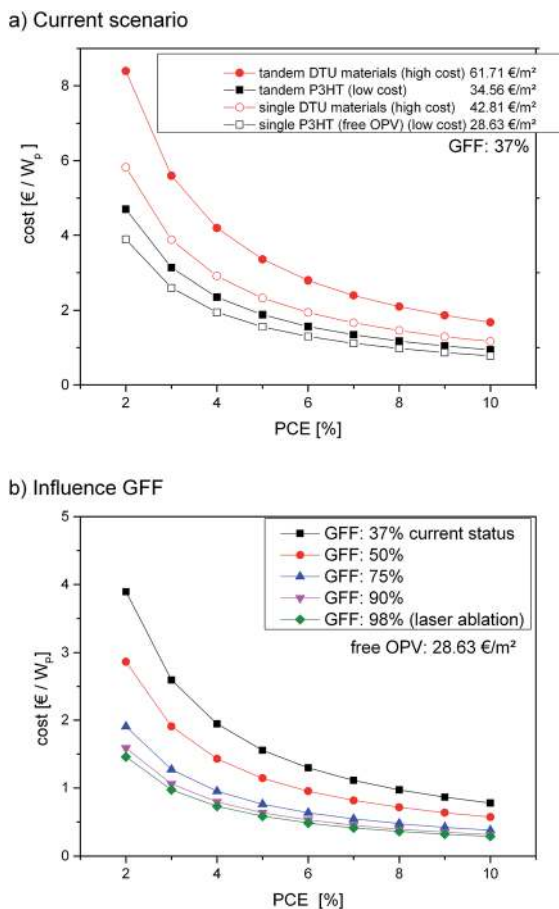 a) Current scenario
tandem DTU materials (high cost) 61.71 €/m²
tandem P3HT (low cost) 34.56 €/m²
single DTU materials (high cost) 42.81 €/m²
single P3HT (free OPV) (low cost) 28.63 €/m²
GFF: 37%
cost [€ / Wₚ]
8
6
4
2
0
2 4 6 8 10
PCE [%]
b) Influence GFF
GFF: 37% current status
GFF: 50%
GFF: 75%
GFF: 90%
GFF: 98% (laser ablation)
free OPV: 28.63 €/m²
cost [€ / Wₚ]
5
4
3
2
1
0
2 4 6 8 10
PCE [%]